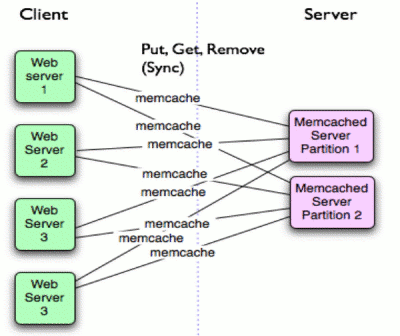 Client
Server
Put, Get, Remove
(Sync)
Web
server
1
memcache
memcache
Memcached
Server
Partition 1
Web
Server
2
memcache
memcache
memcache
Memcached
Server
Partition 2
Web
Server
3
memcache
memcache
memcache
Web
Server
3